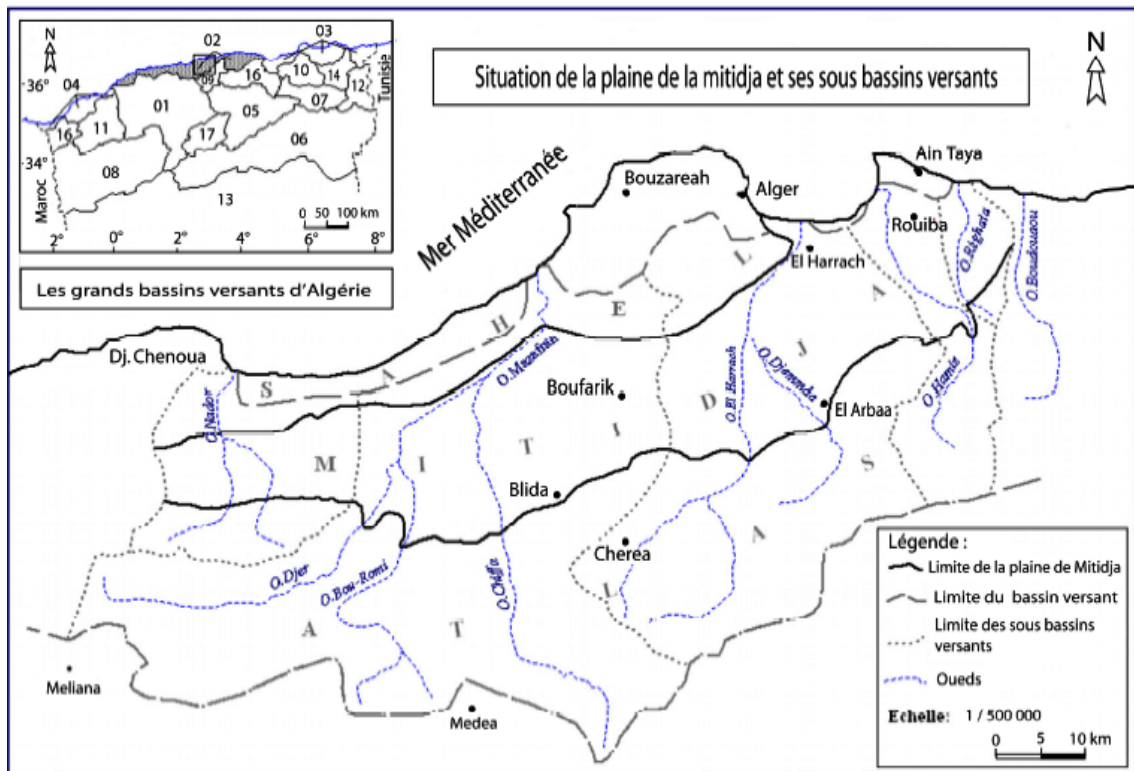 N
02
03
04
36°
16
10
14
12
Tunisia
09
01
05
07
16
11
17
06
34°
08
13
Maroc
0 50 100 km
2° 0° 2° 4° 6° 8°
Les grands bassins versants d'Algérie
Situation de la plaine de la mitidja et ses sous bassins versants
N
Mer Méditerranée
Bouzareah
Alger
Ain Taya
Rouiba
El Harrach
O.Righaia
O.Boudouaou
Dj. Chenoua
S A H E L
O.Nador
O.Mazafran
Boufarik
O.El Harrach
O.Djemmda
El Arbaa
O.Hamiz
M I T I D J A
Blida
Cherea
O.Djer
O.Bou-Romi
O.Chiffa
A T L A S
Meliana
Medea
Légende :
Limite de la plaine de Mitidja
Limite du bassin versant
Limite des sous bassins
versants
Oueds
Echelle: 1 / 500 000
0 5 10 km